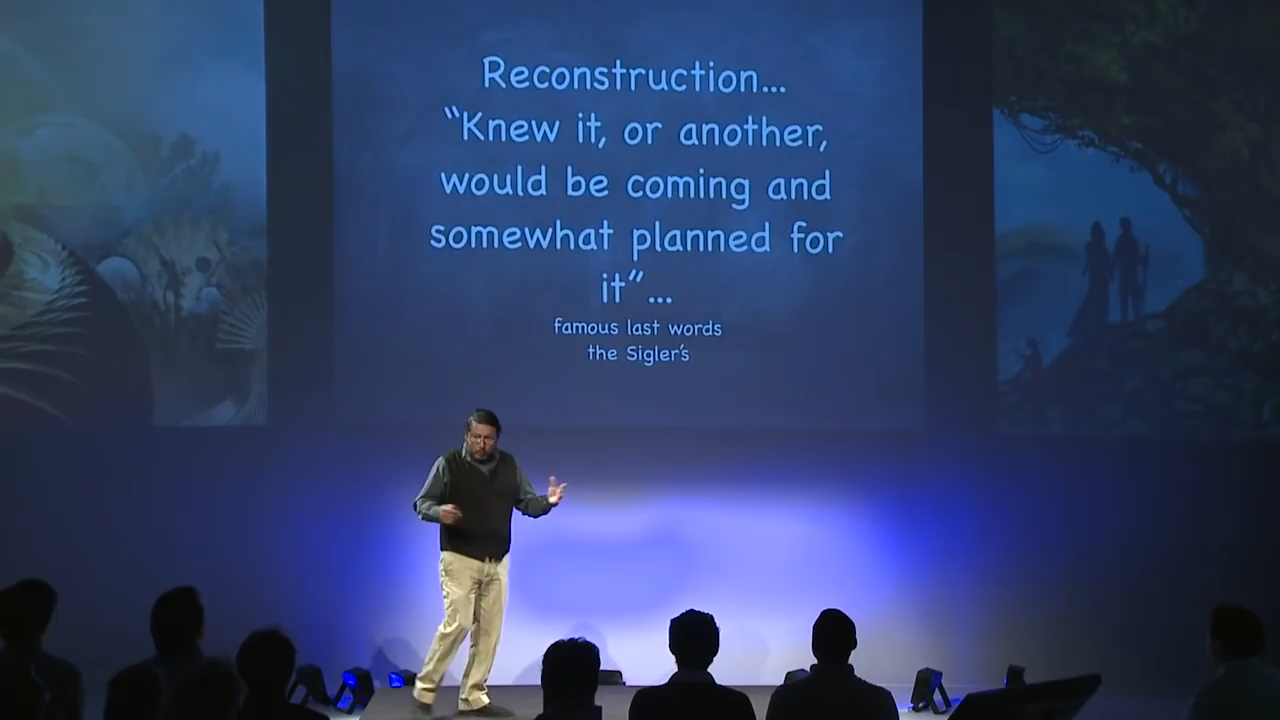 Reconstruction...
“Knew it, or another,
would be coming and
somewhat planned for
it”...
famous last words
the Sigler’s